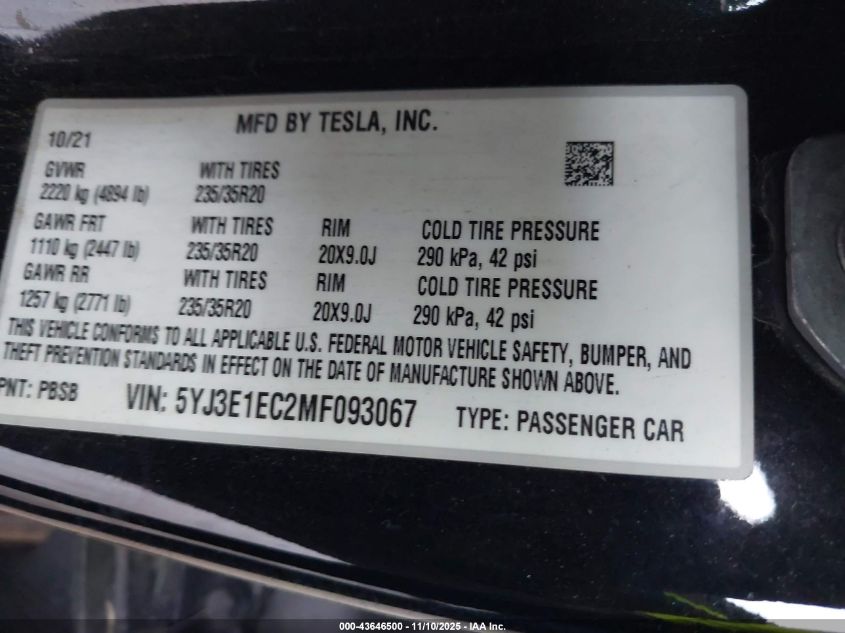 MFD BY TESLA, INC.
10/21
GVWR WITH TIRES
2220 kg (4894 lb) 235/35R20
GAWR FRT WITH TIRES RIM COLD TIRE PRESSURE
1110 kg (2447 lb) 235/35R20 20X9.0J 290 kPa, 42 psi
GAWR RR WITH TIRES RIM COLD TIRE PRESSURE
1257 kg (2771 lb) 235/35R20 20X9.0J 290 kPa, 42 psi
THIS VEHICLE CONFORMS TO ALL APPLICABLE U.S. FEDERAL MOTOR VEHICLE SAFETY, BUMPER, AND
THEFT PREVENTION STANDARDS IN EFFECT ON THE DATE OF MANUFACTURE SHOWN ABOVE.
PNT: PBSB VIN: 5YJ3E1EC2MF093067 TYPE: PASSENGER CAR
000-43646500 - 11/10/2025 - IAA Inc.